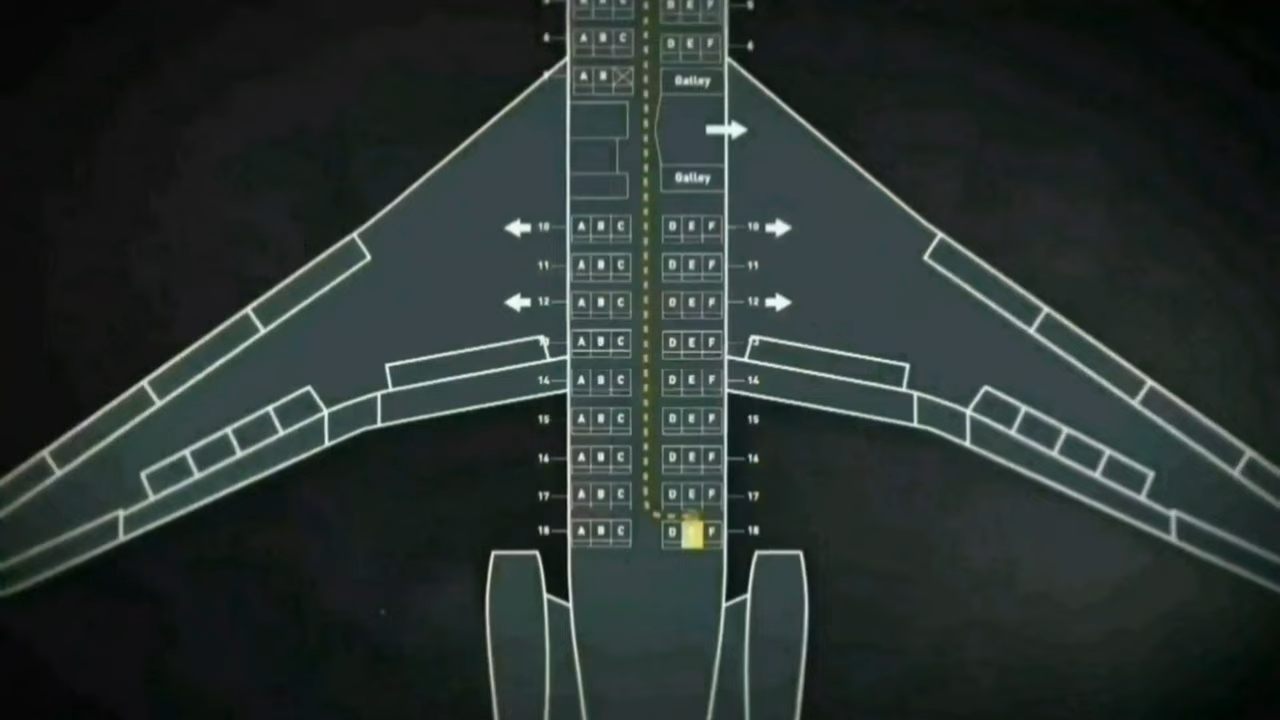 A B C D E F
6 A B C D E F 6
A B Galley
Galley
10 A B C D E F 10
11 A B C D E F 11
12 A B C D E F 12
A B C D E F
14 A B C D E F 14
15 A B C D E F 15
16 A B C D E F 16
17 A B C D E F 17
18 A B C D F 18